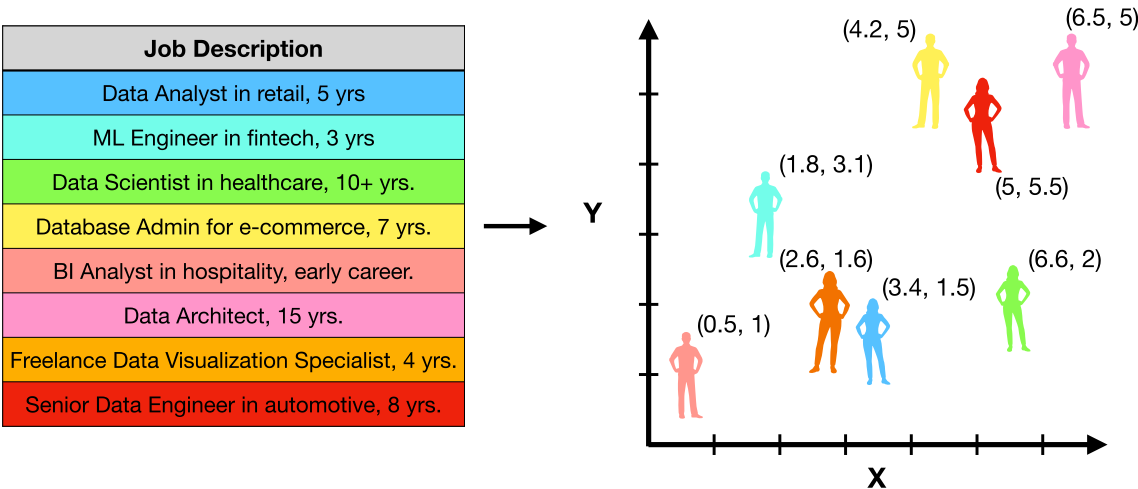 Job Description
Data Analyst in retail, 5 yrs
ML Engineer in fintech, 3 yrs
Data Scientist in healthcare, 10+ yrs.
Database Admin for e-commerce, 7 yrs.
BI Analyst in hospitality, early career.
Data Architect, 15 yrs.
Freelance Data Visualization Specialist, 4 yrs.
Senior Data Engineer in automotive, 8 yrs.
Y
(4.2, 5)
(6.5, 5)
(5, 5.5)
(1.8, 3.1)
(2.6, 1.6)
(6.6, 2)
(3.4, 1.5)
(0.5, 1)
X